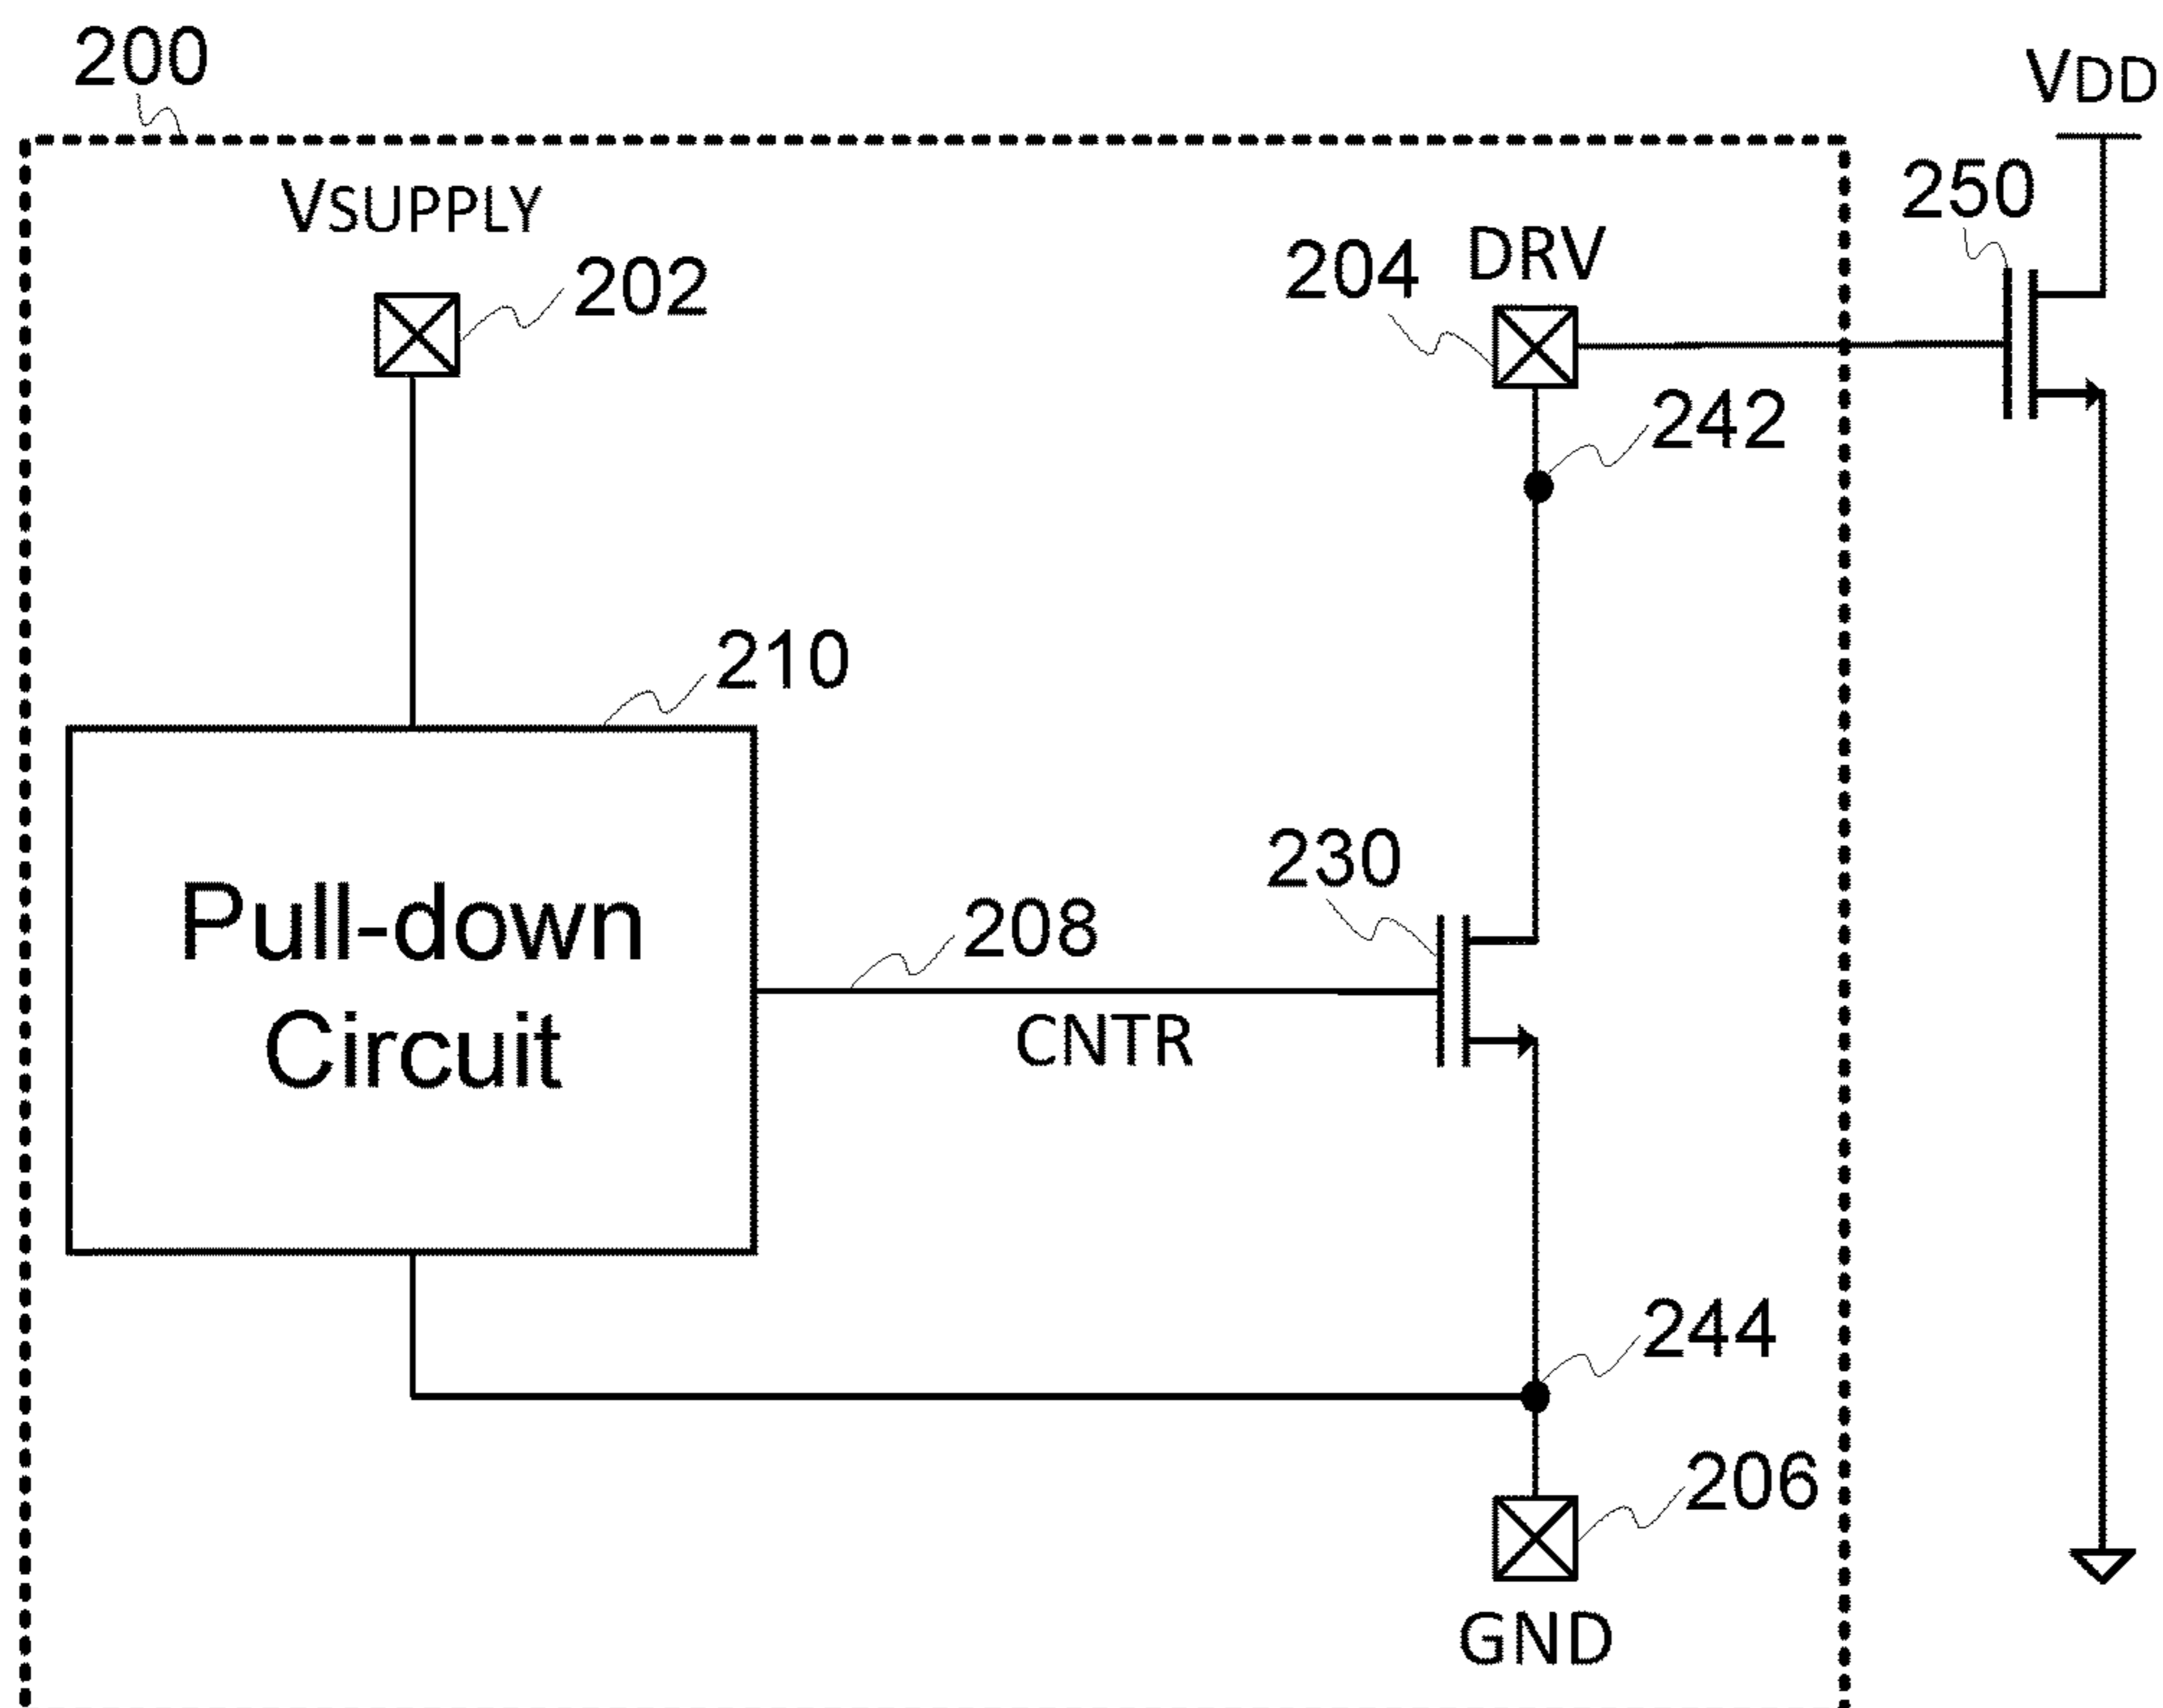 200
VDD
250
VSUPPLY
202
204
DRV
242
210
Pull-down
Circuit
230
208
CNTR
244
206
GND